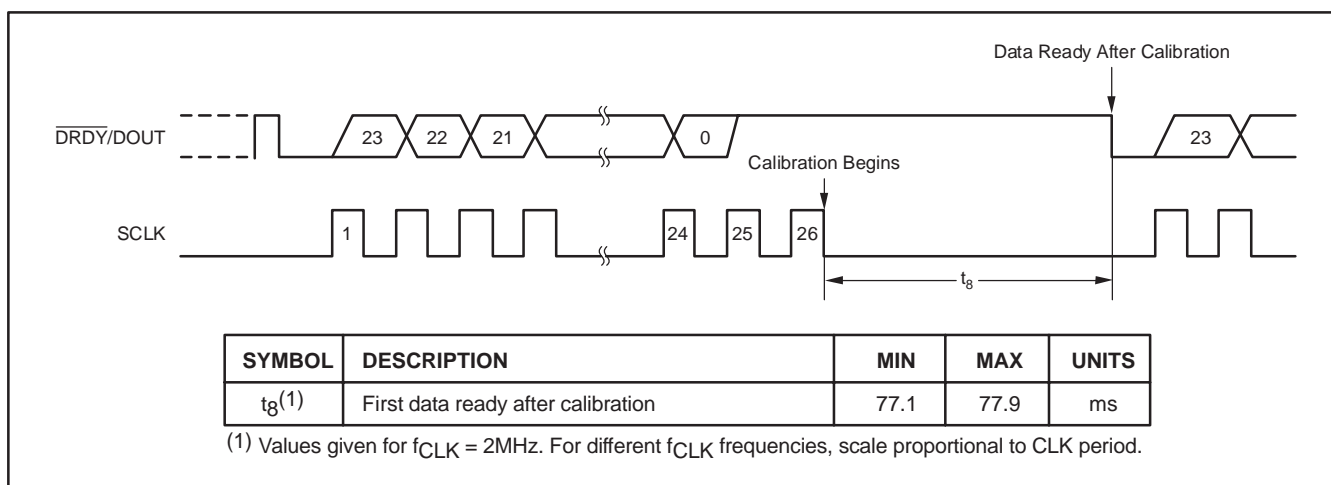 Data Ready After Calibration
DRDY/DOUT 23 22 21 0 23
Calibration Begins
SCLK 1 24 25 26
t8
SYMBOL DESCRIPTION MIN MAX UNITS
t8(1) First data ready after calibration 77.1 77.9 ms
(1) Values given for fCLK = 2MHz. For different fCLK frequencies, scale proportional to CLK period.